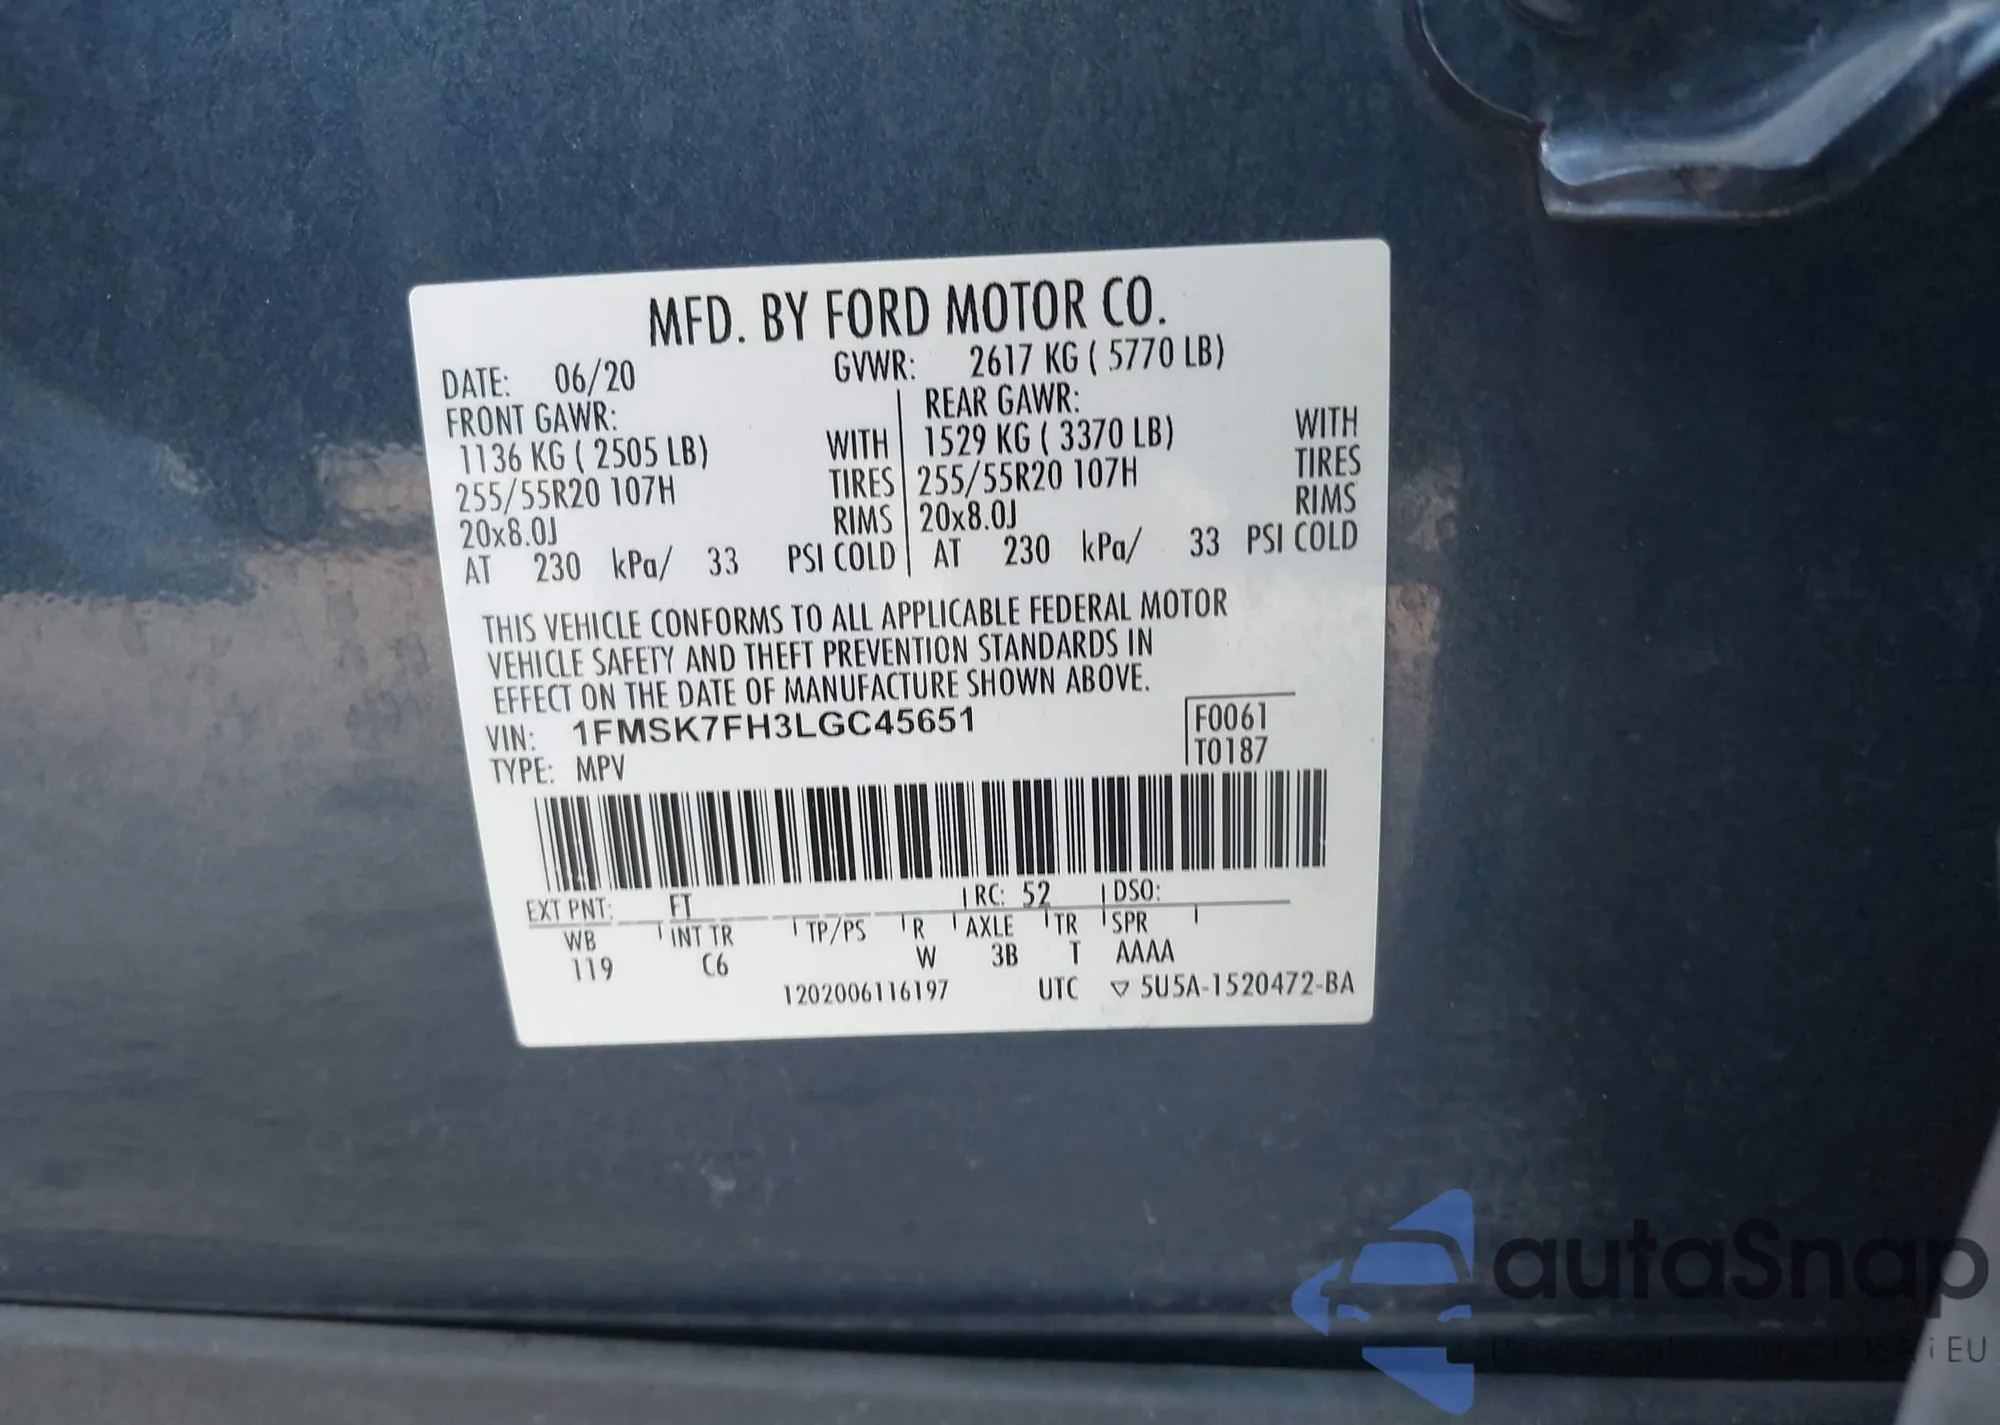 MFD. BY FORD MOTOR CO.
DATE: 06/20 GVWR: 2617 KG ( 5770 LB)
FRONT GAWR: REAR GAWR:
1136 KG ( 2505 LB) WITH 1529 KG ( 3370 LB) WITH
255/55R20 107H TIRES 255/55R20 107H TIRES
20x8.0J RIMS 20x8.0J RIMS
AT 230 kPa/ 33 PSI COLD AT 230 kPa/ 33 PSI COLD
THIS VEHICLE CONFORMS TO ALL APPLICABLE FEDERAL MOTOR
VEHICLE SAFETY AND THEFT PREVENTION STANDARDS IN
EFFECT ON THE DATE OF MANUFACTURE SHOWN ABOVE.
VIN: 1FMSK7FH3LGC45651 F0061
TYPE: MPV T0187
EXT PNT: FT RC: 52 DSO:
WB INT TR TP/PS R AXLE TR SPR
119 C6 W 3B T AAAA
1202006116197 UTC ▽ 5U5A-1520472-BA
autaSnap
i EU